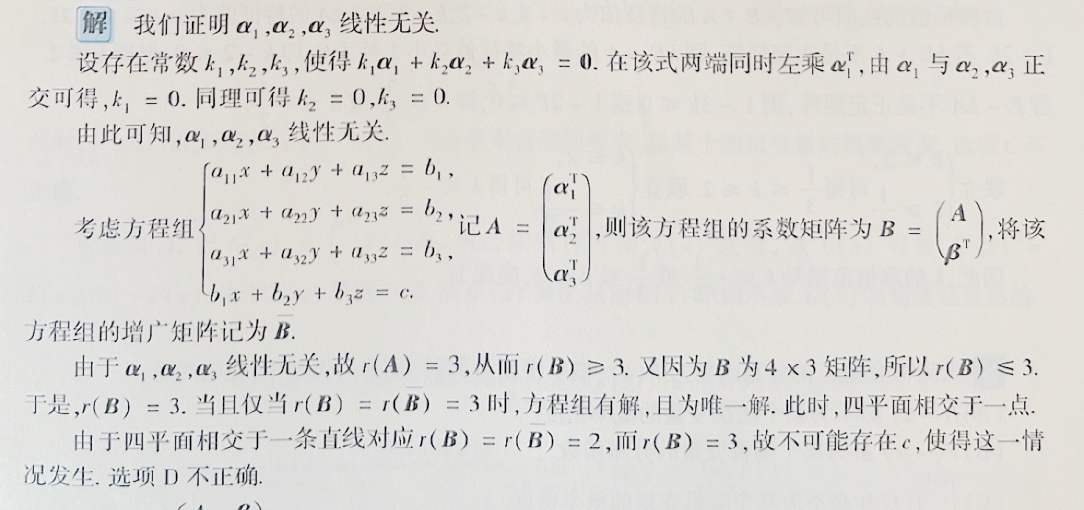 解 我们证明 α₁,α₂,α₃ 线性无关.
设存在常数 k₁,k₂,k₃,使得 k₁α₁ + k₂α₂ + k₃α₃ = 0. 在该式两端同时左乘 α₁ᵀ,由 α₁ 与 α₂,α₃ 正
交可得,k₁ = 0. 同理可得 k₂ = 0,k₃ = 0.
由此可知,α₁,α₂,α₃ 线性无关.
考虑方程组 { a₁₁x + a₁₂y + a₁₃z = b₁, a₂₁x + a₂₂y + a₂₃z = b₂, a₃₁x + a₃₂y + a₃₃z = b₃, b₁x + b₂y + b₃z = c. 记 A = (α₁ᵀ α₂ᵀ α₃ᵀ),则该方程组的系数矩阵为 B = (A βᵀ),将该
方程组的增广矩阵记为 B̅.
由于 α₁,α₂,α₃ 线性无关,故 r(A) = 3,从而 r(B) ⩾ 3. 又因为 B 为 4 × 3 矩阵,所以 r(B) ⩽ 3.
于是,r(B) = 3. 当且仅当 r(B) = r(B̅) = 3 时,方程组有解,且为唯一解. 此时,四平面相交于一点.
由于四平面相交于一条直线对应 r(B) = r(B̅) = 2,而 r(B) = 3,故不可能存在 c,使得这一情
况发生. 选项 D 不正确.